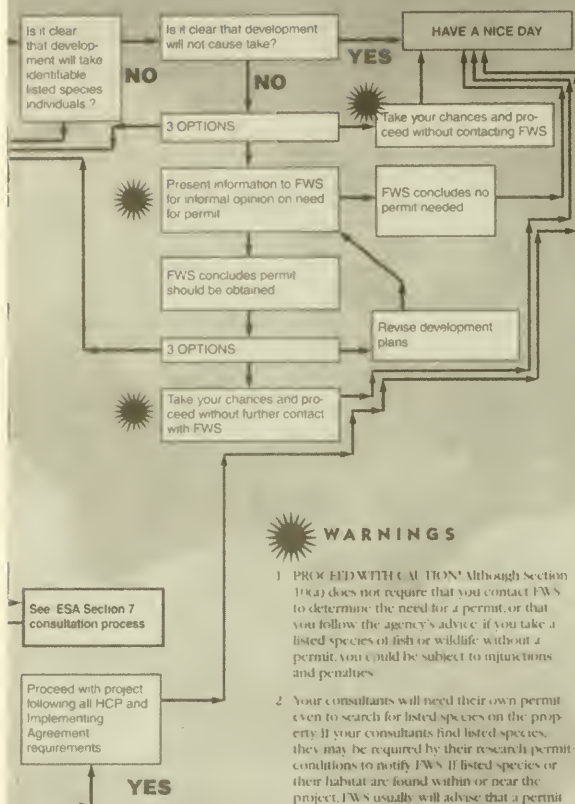 Is it clear
that develop-
ment will take
identifiable
listed species
individuals ?
NO
Is it clear that development
will not cause take?
YES
HAVE A NICE DAY
NO
3 OPTIONS
Take your chances and pro-
ceed without contacting FWS
Present information to FWS
for informal opinion on need
for permit
FWS concludes no
permit needed
FWS concludes permit
should be obtained
3 OPTIONS
Revise development
plans
Take your chances and pro-
ceed without further contact
with FWS
See ESA Section 7
consultation process
Proceed with project
following all HCP and
Implementing
Agreement
requirements
YES
WARNINGS
1 PROCEED WITH CAUTION! Although Section
10(a) does not require that you contact FWS
to determine the need for a permit, or that
you follow the agency's advice if you take a
listed species of fish or wildlife without a
permit, you could be subject to injunctions
and penalties
2 Your consultants will need their own permit
even to search for listed species on the prop-
erty If your consultants find listed species,
they may be required by their research permit
conditions to notify FWS If listed species or
their habitat are found within or near the
project, FWS usually will advise that a permit